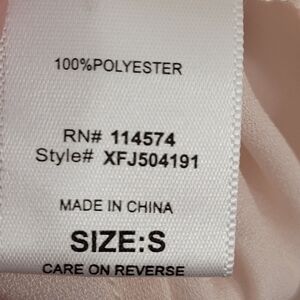 100%POLYESTER
RN# 114574
Style# XFJ504191
MADE IN CHINA
SIZE:S
CARE ON REVERSE